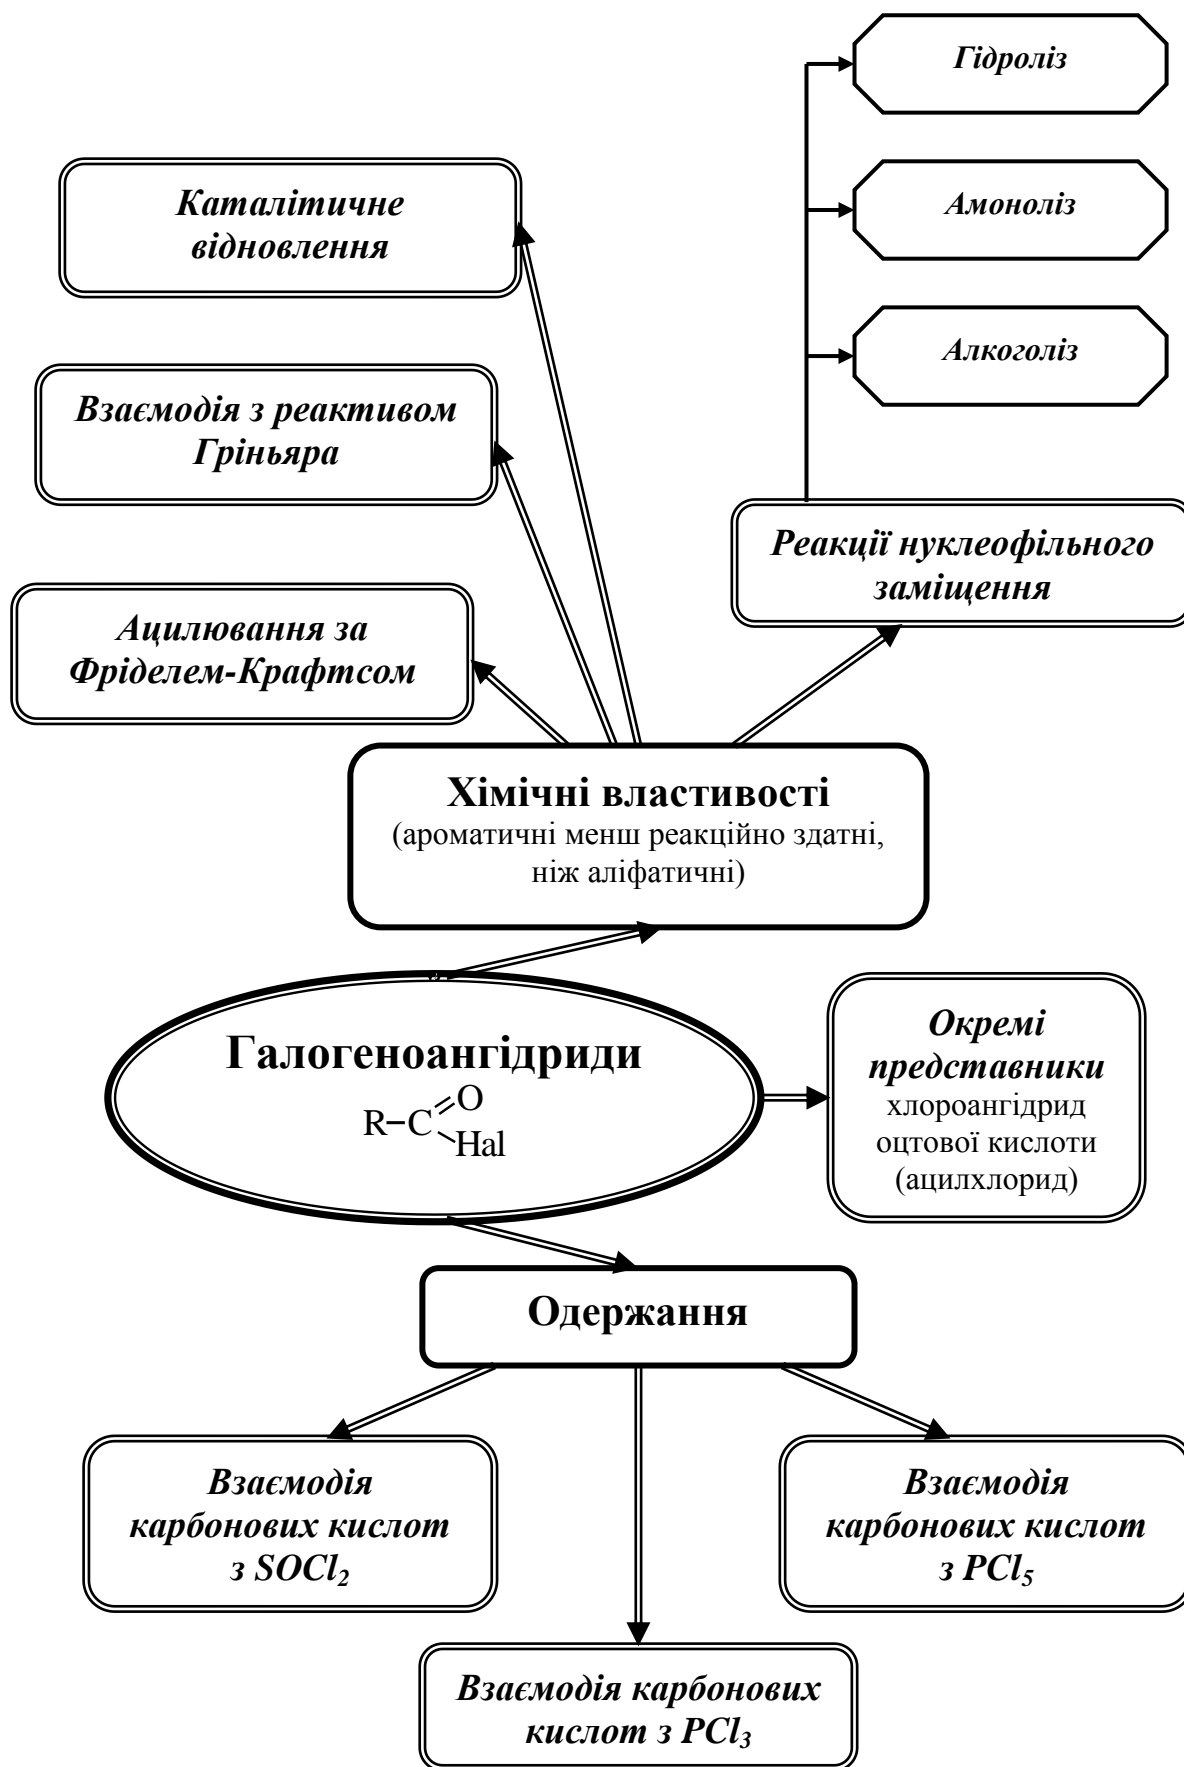 Гідроліз
Каталітичне
відновлення
Амоноліз
Алкоголіз
Взаємодія з реактивом
Гріньяра
Реакції нуклеофільного
заміщення
Ацилювання за
Фріделем-Крафтсом
Хімічні властивості
(ароматичні менш реакційно здатні,
ніж аліфатичні)
Галогеноангідриди
R–C
=O
Hal
Окремі
представники
хлороангідрид
оцтової кислоти
(ацилхлорид)
Одержання
Взаємодія
карбонових кислот
з SOCl₂
Взаємодія
карбонових кислот
з PCl₅
Взаємодія карбонових
кислот з PCl₃